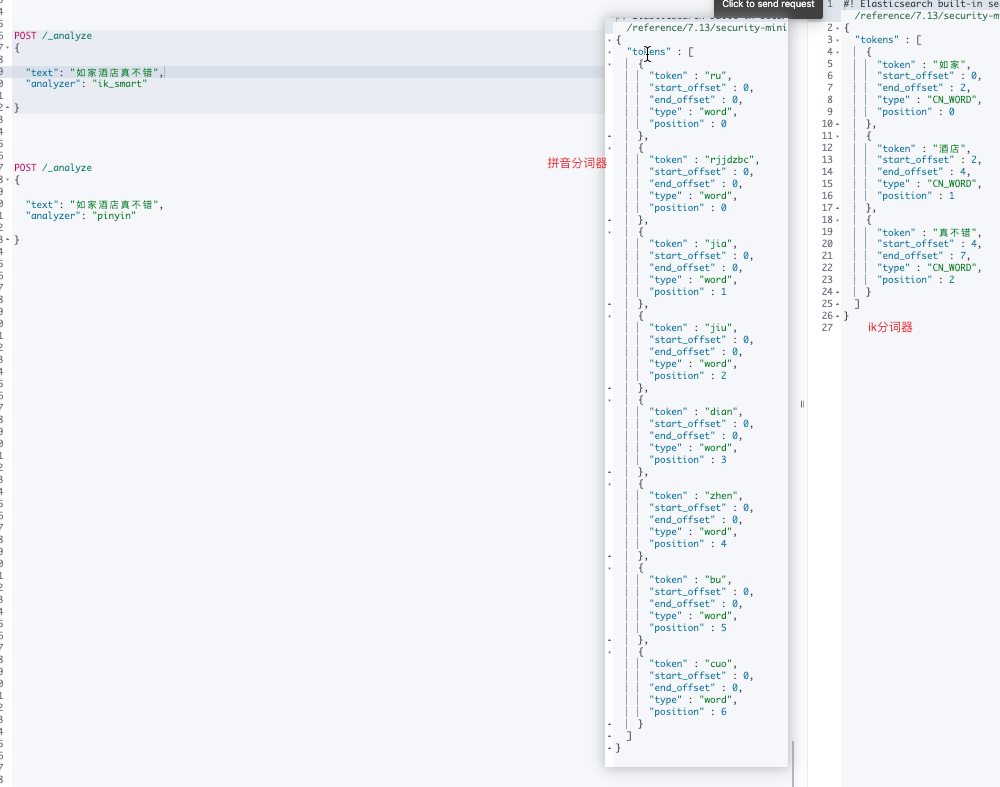 Click to send request
POST /_analyze
{
"text": "如家酒店真不错",
"analyzer": "ik_smart"
}
POST /_analyze
{
"text": "如家酒店真不错",
"analyzer": "pinyin"
}
拼音分词器
/reference/7.13/security-mini
{
"tokens" : [
{
"token" : "ru",
"start_offset" : 0,
"end_offset" : 0,
"type" : "word",
"position" : 0
},
{
"token" : "rjjdzbc",
"start_offset" : 0,
"end_offset" : 0,
"type" : "word",
"position" : 0
},
{
"token" : "jia",
"start_offset" : 0,
"end_offset" : 0,
"type" : "word",
"position" : 1
},
{
"token" : "jiu",
"start_offset" : 0,
"end_offset" : 0,
"type" : "word",
"position" : 2
},
{
"token" : "dian",
"start_offset" : 0,
"end_offset" : 0,
"type" : "word",
"position" : 3
},
{
"token" : "zhen",
"start_offset" : 0,
"end_offset" : 0,
"type" : "word",
"position" : 4
},
{
"token" : "bu",
"start_offset" : 0,
"end_offset" : 0,
"type" : "word",
"position" : 5
},
{
"token" : "cuo",
"start_offset" : 0,
"end_offset" : 0,
"type" : "word",
"position" : 6
}
]
}
1 #! Elasticsearch built-in se
/reference/7.13/security-m
2 {
3 "tokens" : [
4 {
5 "token" : "如家",
6 "start_offset" : 0,
7 "end_offset" : 2,
8 "type" : "CN_WORD",
9 "position" : 0
10 },
11 {
12 "token" : "酒店",
13 "start_offset" : 2,
14 "end_offset" : 4,
15 "type" : "CN_WORD",
16 "position" : 1
17 },
18 {
19 "token" : "真不错",
20 "start_offset" : 4,
21 "end_offset" : 7,
22 "type" : "CN_WORD",
23 "position" : 2
24 }
25 ]
26 }
27
ik分词器